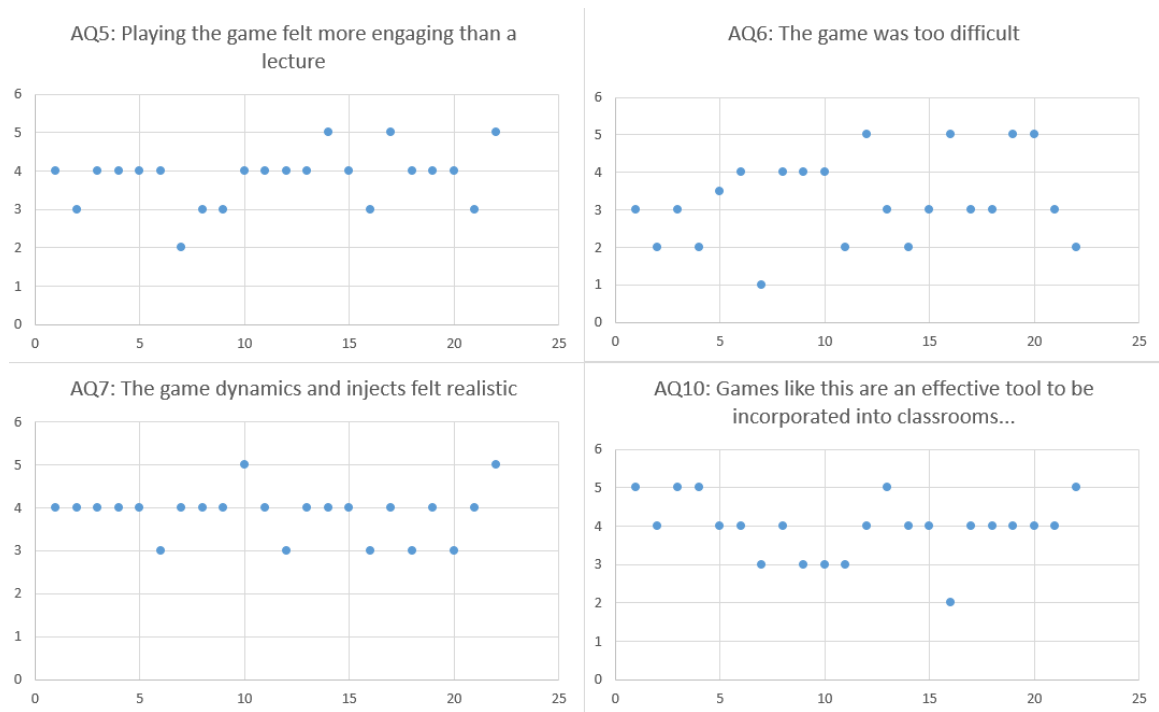 AQ5: Playing the game felt more engaging than a
lecture
6
5
4
3
2
1
0
0 5 10 15 20 25
AQ6: The game was too difficult
6
5
4
3
2
1
0
0 5 10 15 20 25
AQ7: The game dynamics and injects felt realistic
6
5
4
3
2
1
0
0 5 10 15 20 25
AQ10: Games like this are an effective tool to be
incorporated into classrooms...
6
5
4
3
2
1
0
0 5 10 15 20 25